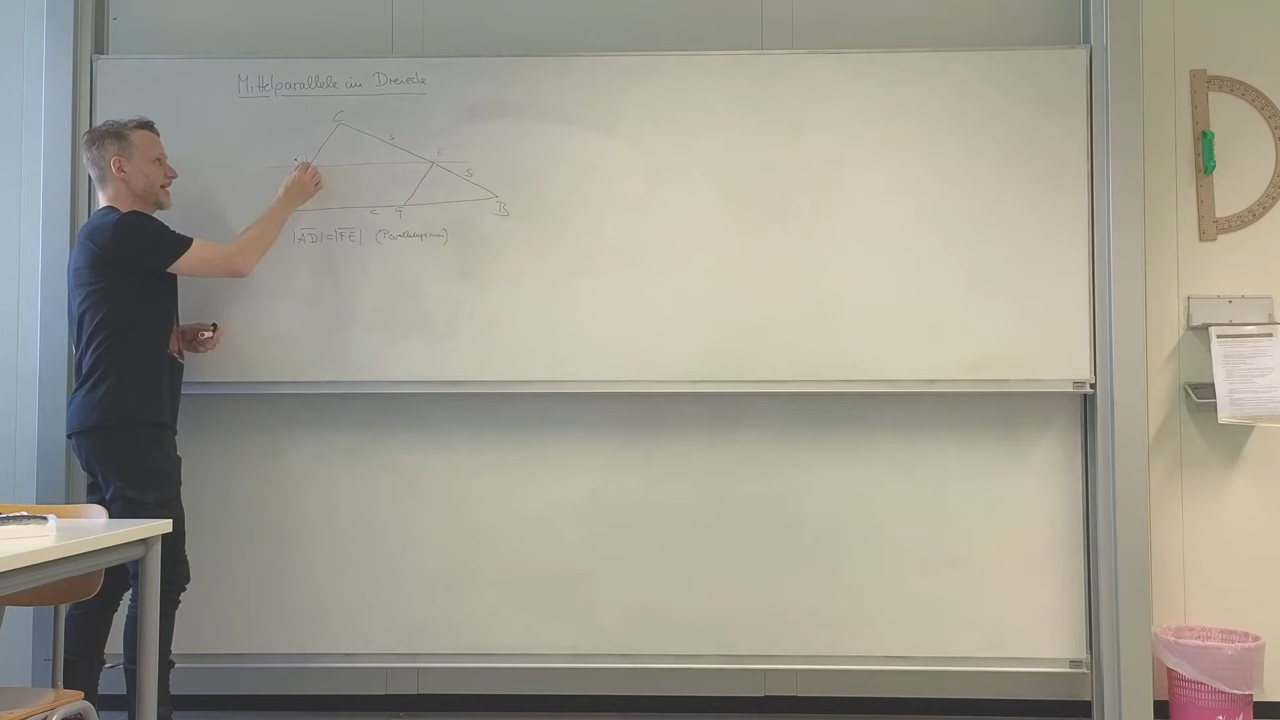 Mittelparallele im Dreieck
C
s
D
E
s
c
F
B
|AD|=|FE| (Parallelogramm)